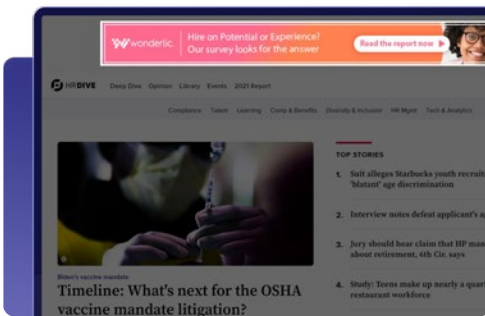 wonderlic.
Hire on Potential or Experience?
Our survey looks for the answer
Read the report now
HR DIVE
Deep Dive Opinion Library Events 2021 Report
Compliance Talent Learning Comp & Benefits Diversity & Inclusion HR Mgmt Tech & Analytics
TOP STORIES
1. Suit alleges Starbucks youth recruit
'blatant' age discrimination
2. Interview notes defeat applicant's a
3. Jury should hear claim that HP man
about retirement, 6th Cir. says
4. Study: Teens make up nearly a quar
restaurant workforce
Biden's vaccine mandate
Timeline: What's next for the OSHA
vaccine mandate litigation?